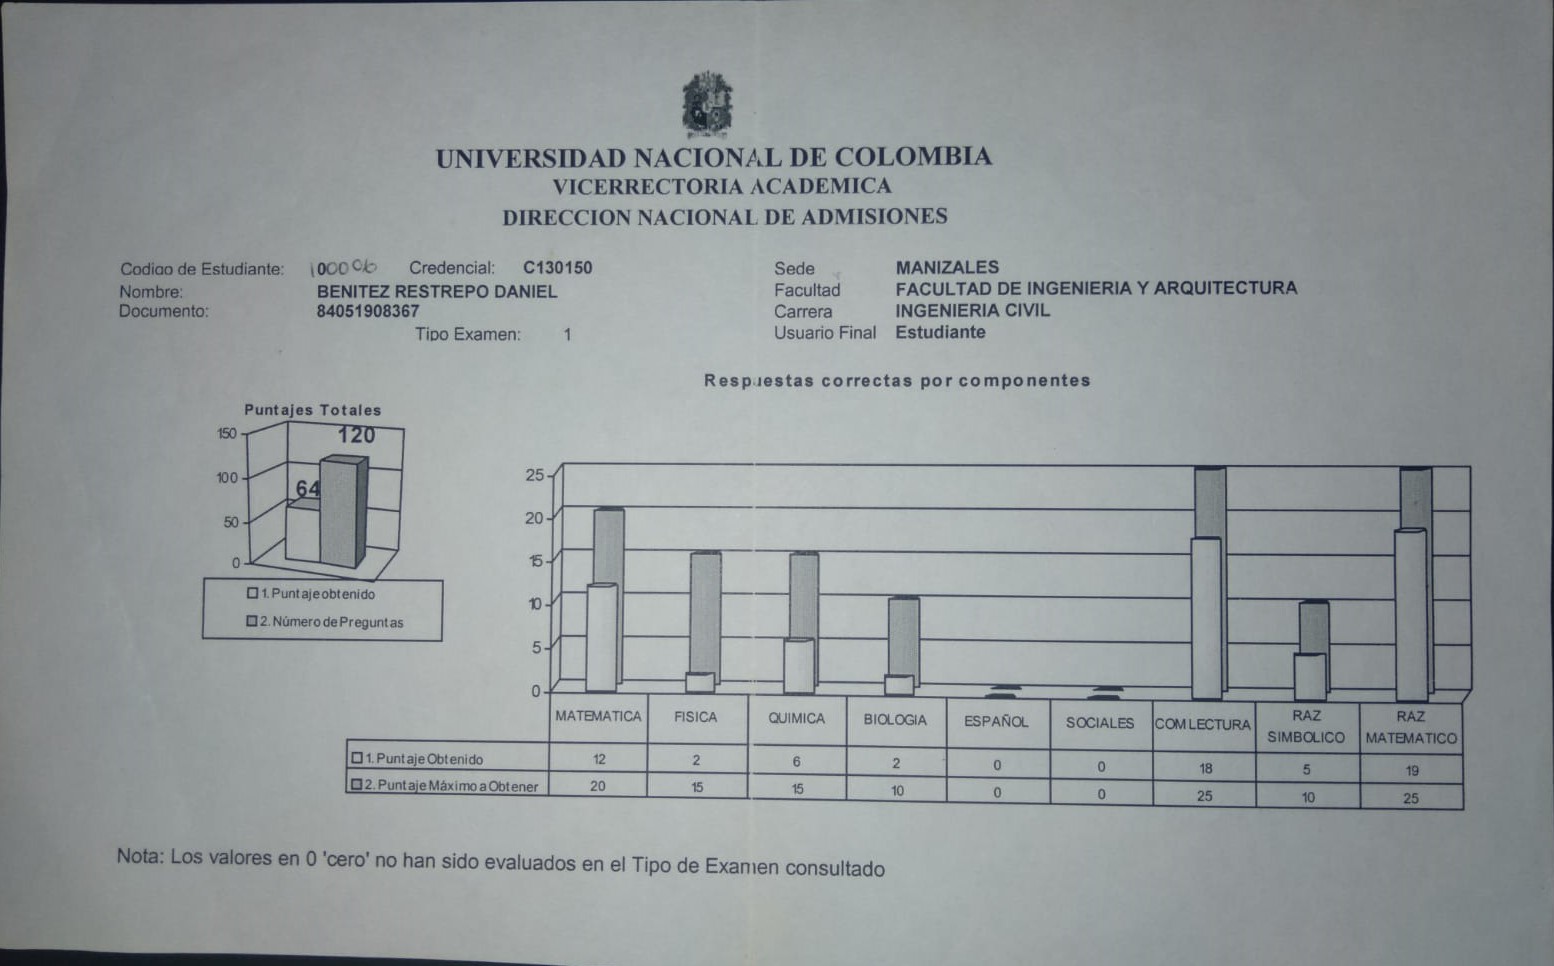 UNIVERSIDAD NACIONAL DE COLOMBIA
VICERRECTORIA ACADEMICA
DIRECCION NACIONAL DE ADMISIONES
Codigo de Estudiante: Credencial: C130150
Nombre: BENITEZ RESTREPO DANIEL
Documento: 84051908367
Tipo Examen: 1
Sede MANIZALES
Facultad FACULTAD DE INGENIERIA Y ARQUITECTURA
Carrera INGENIERIA CIVIL
Usuario Final Estudiante
Respuestas correctas por componentes
Puntajes Totales
150
100
50
0
120
64
1. Puntaje obtenido
2. Número de Preguntas
25
20
15
10
5
0
MATEMATICA FISICA QUIMICA BIOLOGIA ESPAÑOL SOCIALES COM LECTURA RAZ SIMBOLICO RAZ MATEMATICO
1. Puntaje Obtenido 12 2 6 2 0 0 18 5 19
2. Puntaje Máximo a Obtener 20 15 15 10 0 0 25 10 25
Nota: Los valores en 0 'cero' no han sido evaluados en el Tipo de Examen consultado